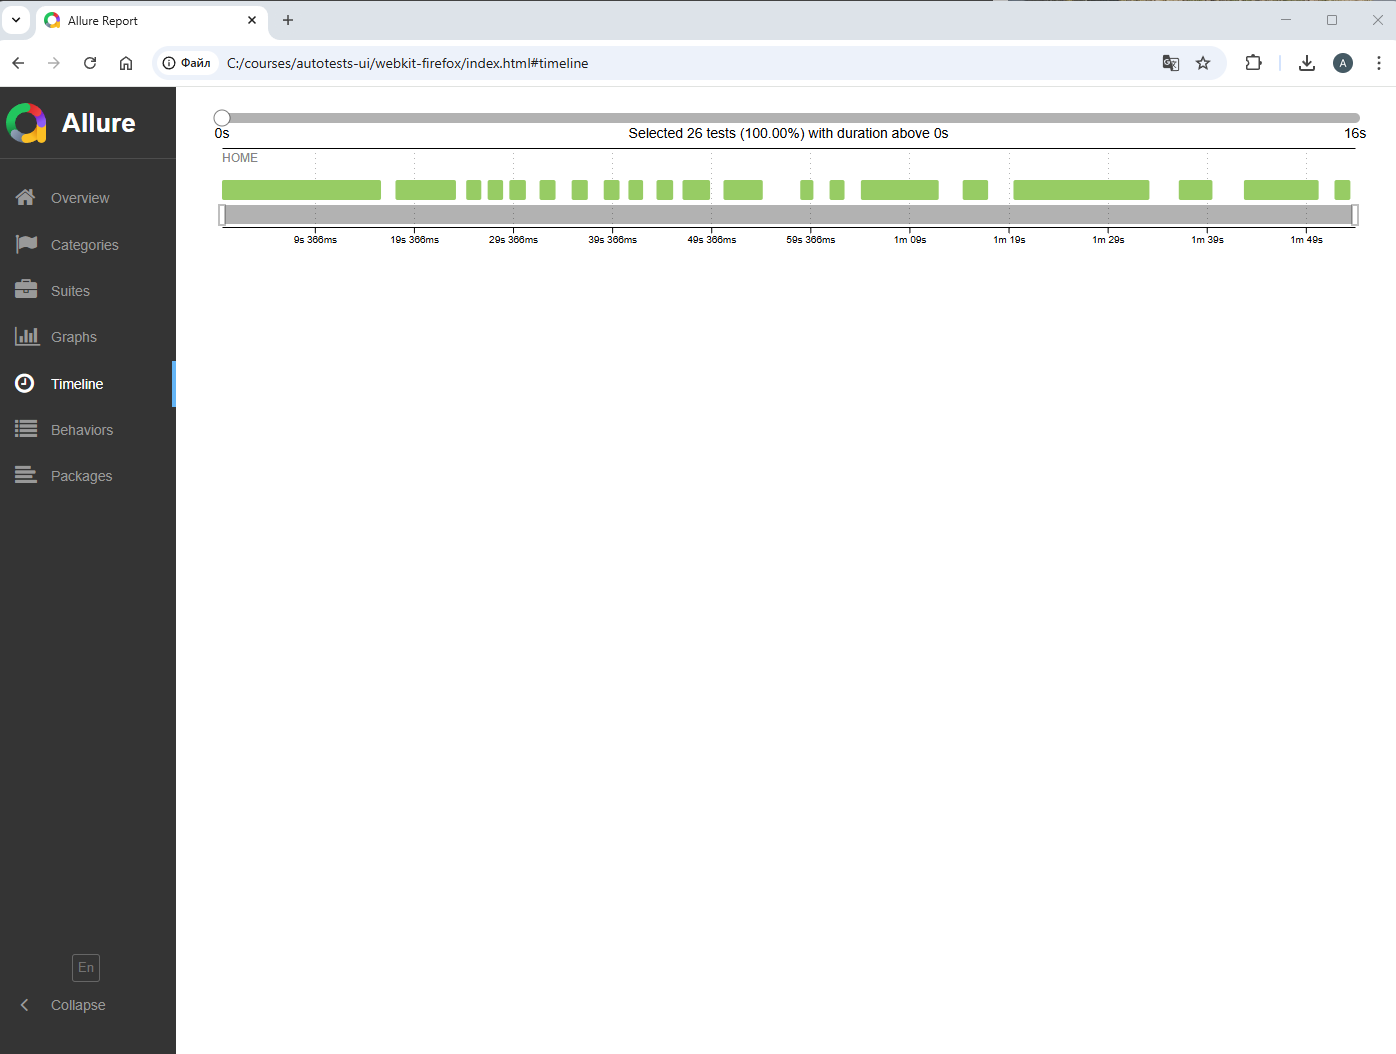 Allure Report
Файл
C:/courses/autotests-ui/webkit-firefox/index.html#timeline
A
Allure
Overview
Categories
Suites
Graphs
Timeline
Behaviors
Packages
En
Collapse
0s Selected 26 tests (100.00%) with duration above 0s 16s
HOME
9s 366ms 19s 366ms 29s 366ms 39s 366ms 49s 366ms 59s 366ms 1m 09s 1m 19s 1m 29s 1m 39s 1m 49s